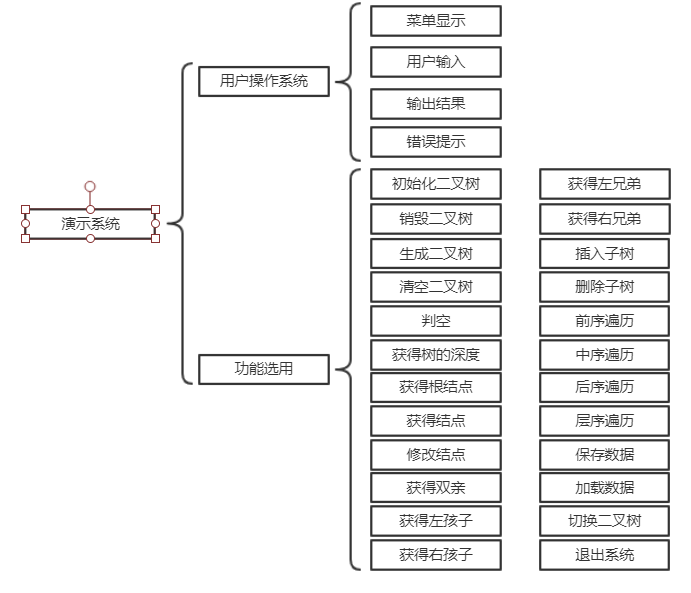 演示系统
用户操作系统
菜单显示
用户输入
输出结果
错误提示
功能选用
初始化二叉树
销毁二叉树
生成二叉树
清空二叉树
判空
获得树的深度
获得根结点
获得结点
修改结点
获得双亲
获得左孩子
获得右孩子
获得左兄弟
获得右兄弟
插入子树
删除子树
前序遍历
中序遍历
后序遍历
层序遍历
保存数据
加载数据
切换二叉树
退出系统